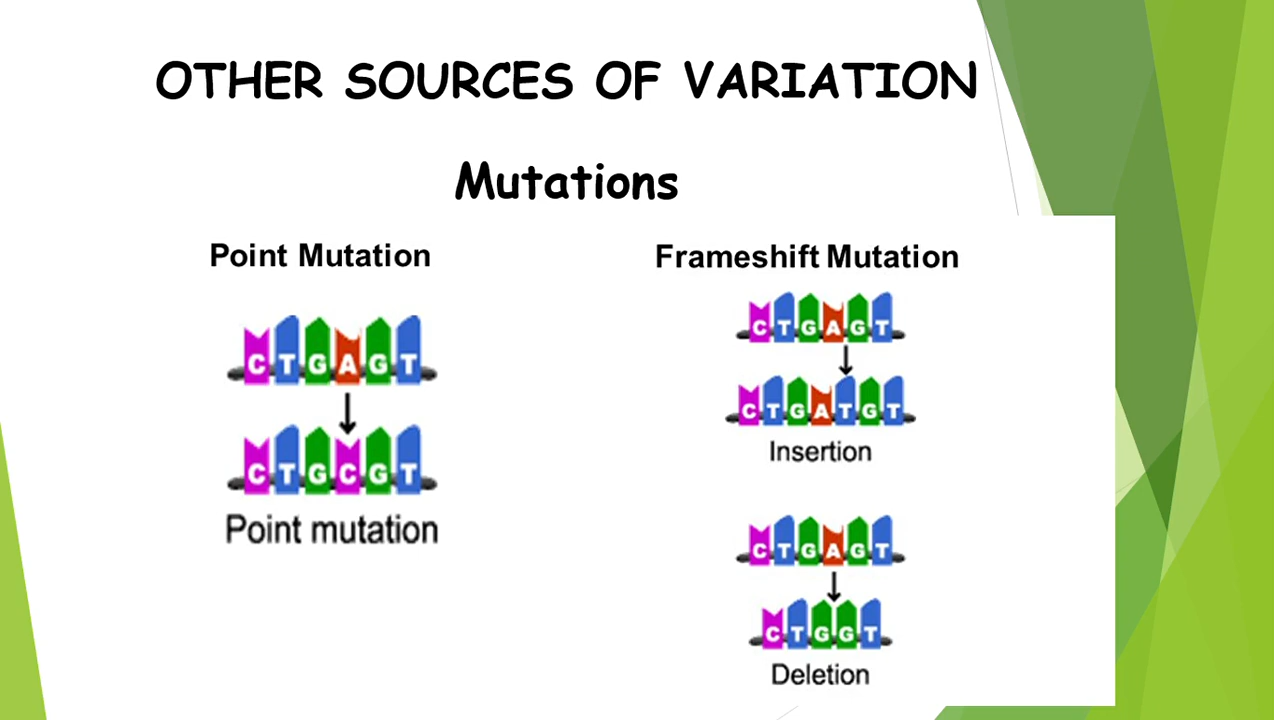 OTHER SOURCES OF VARIATION
Mutations
Point Mutation
CTGAGT
CTGCGT
Point mutation
Frameshift Mutation
CTGAGT
CTGATGT
Insertion
CTGAGT
CTGGT
Deletion